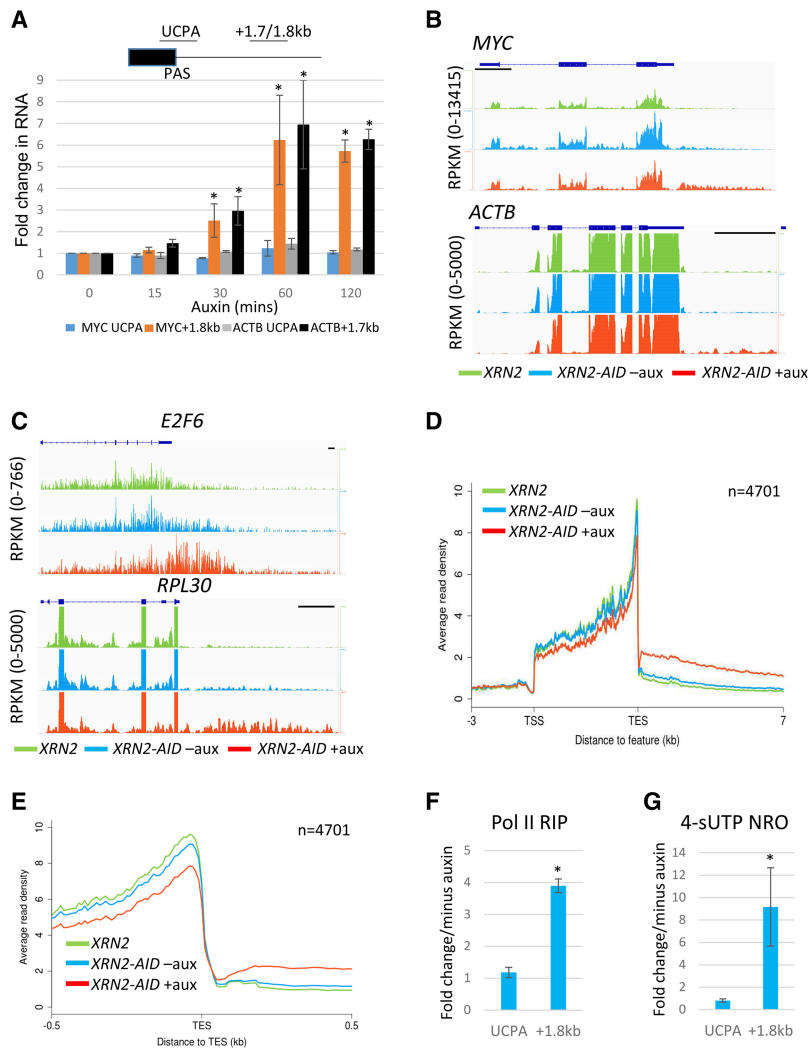 A
UCPA +1.7/1.8kb
PAS
Fold change in RNA
9
8
7
6
5
4
3
2
1
0
* * * * * *
0 15 30 60 120
Auxin (mins)
MYC UCPA MYC+1.8kb ACTB UCPA ACTB+1.7kb
B
MYC
RPKM (0-13415)
ACTB
RPKM (0-5000)
XRN2 XRN2-AID –aux XRN2-AID +aux
C
E2F6
RPKM (0-766)
RPL30
RPKM (0-5000)
XRN2 XRN2-AID –aux XRN2-AID +aux
D
XRN2
XRN2-AID –aux
XRN2-AID +aux
n=4701
Average read density
10
8
6
4
2
0
-3 TSS TES 7
Distance to feature (kb)
E
n=4701
Average read density
10
8
6
4
2
0
XRN2
XRN2-AID –aux
XRN2-AID +aux
-0.5 TES 0.5
Distance to TES (kb)
F
Pol II RIP
Fold change/minus auxin
5
4
3
2
1
0
*
UCPA +1.8kb
G
4-sUTP NRO
Fold change/minus auxin
14
12
10
8
6
4
2
0
*
UCPA +1.8kb